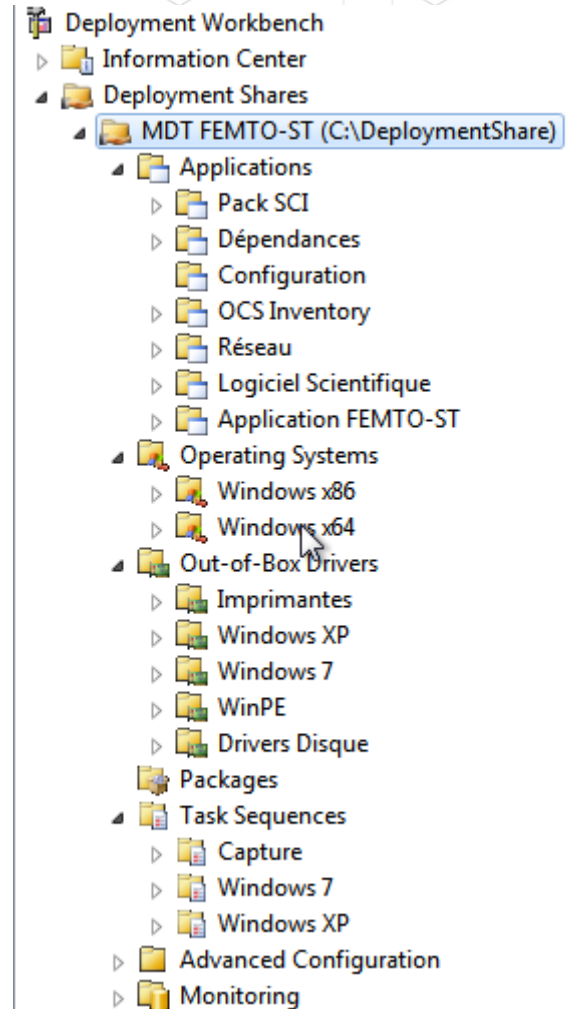 Deployment Workbench
Information Center
Deployment Shares
MDT FEMTO-ST (C:\DeploymentShare)
Applications
Pack SCI
Dépendances
Configuration
OCS Inventory
Réseau
Logiciel Scientifique
Application FEMTO-ST
Operating Systems
Windows x86
Windows x64
Out-of-Box Drivers
Imprimantes
Windows XP
Windows 7
WinPE
Drivers Disque
Packages
Task Sequences
Capture
Windows 7
Windows XP
Advanced Configuration
Monitoring